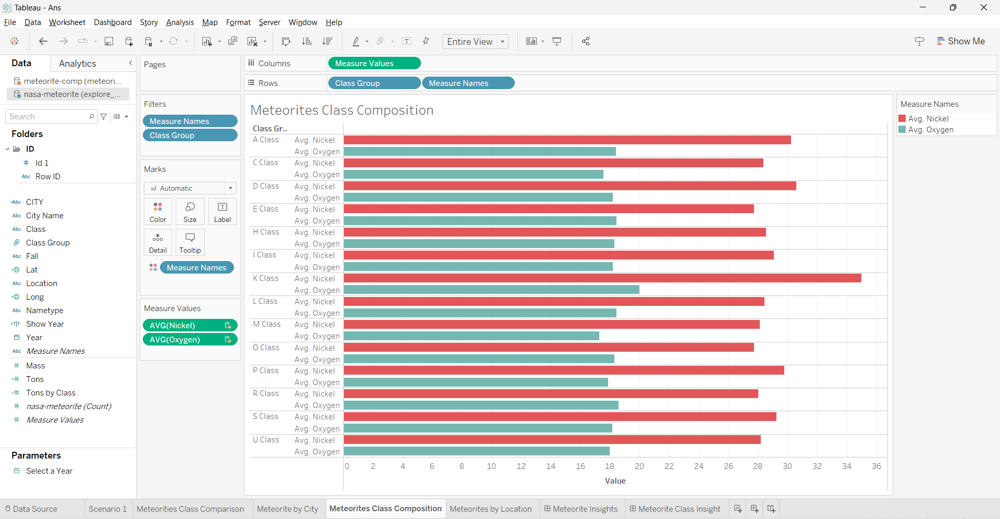 Tableau - Ans
File Data Worksheet Dashboard Story Analysis Map Format Server Window Help
Entire View
Show Me
Data Analytics
meteorite-comp (meteori...
nasa-meteorite (explore_...
Search
Folders
ID
# Id 1
Abc Row ID
=Abc CITY
Abc City Name
Abc Class
Class Group
Abc Fall
Lat
Abc Location
Long
Abc Nametype
=T|F Show Year
Year
Abc Measure Names
# Mass
=# Tons
=# Tons by Class
# nasa-meteorite (Count)
# Measure Values
Parameters
Select a Year
Pages
Filters
Measure Names
Class Group
Marks
Automatic
Color Size Label
Detail Tooltip
Measure Names
Measure Values
AVG(Nickel)
AVG(Oxygen)
Columns Measure Values
Rows Class Group Measure Names
Meteorites Class Composition
Class Gr..
A Class Avg. Nickel
Avg. Oxygen
C Class Avg. Nickel
Avg. Oxygen
D Class Avg. Nickel
Avg. Oxygen
E Class Avg. Nickel
Avg. Oxygen
H Class Avg. Nickel
Avg. Oxygen
I Class Avg. Nickel
Avg. Oxygen
K Class Avg. Nickel
Avg. Oxygen
L Class Avg. Nickel
Avg. Oxygen
M Class Avg. Nickel
Avg. Oxygen
O Class Avg. Nickel
Avg. Oxygen
P Class Avg. Nickel
Avg. Oxygen
R Class Avg. Nickel
Avg. Oxygen
S Class Avg. Nickel
Avg. Oxygen
U Class Avg. Nickel
Avg. Oxygen
0 2 4 6 8 10 12 14 16 18 20 22 24 26 28 30 32 34 36
Value
Measure Names
Avg. Nickel
Avg. Oxygen
Data Source Scenario 1 Meteorities Class Comparison Meteorite by City Meteorites Class Composition Meteorites by Location Meteorite Insights Meteorite Class Insight